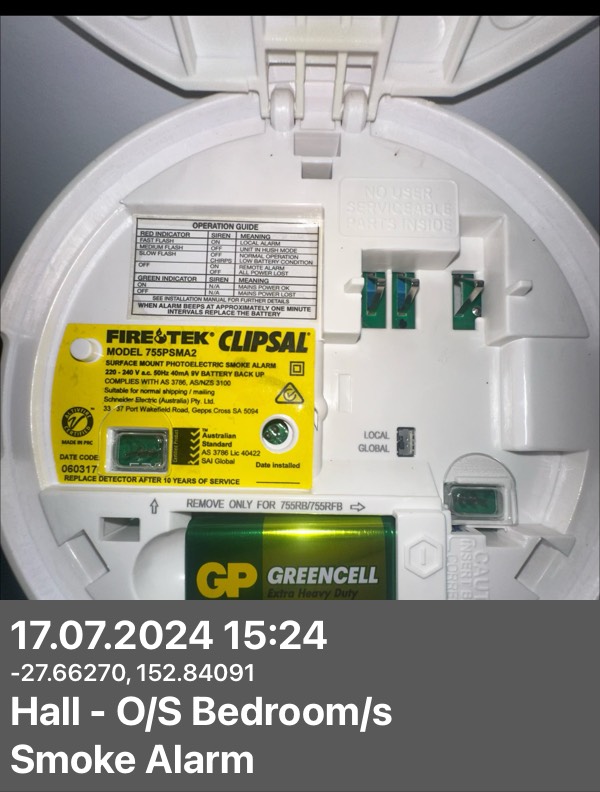 NO USER
SERVICEABLE
PARTS INSIDE
OPERATION GUIDE
RED INDICATOR SIREN MEANING
FAST FLASH ON LOCAL ALARM
MEDIUM FLASH OFF UNIT IN HUSH MODE
SLOW FLASH OFF NORMAL OPERATION
CHIRPS LOW BATTERY CONDITION
OFF ON REMOTE ALARM
OFF ALL POWER LOST
GREEN INDICATOR SIREN MEANING
ON N/A MAINS POWER OK
OFF N/A MAINS POWER LOST
SEE INSTALLATION MANUAL FOR FURTHER DETAILS
WHEN ALARM BEEPS AT APPROXIMATELY ONE MINUTE
INTERVALS REPLACE THE BATTERY
FIRETEK® CLIPSAL®
MODEL 755PSMA2
SURFACE MOUNT PHOTOELECTRIC SMOKE ALARM
220 - 240 V a.c. 50Hz 40mA 9V BATTERY BACK UP
COMPLIES WITH AS 3786, AS/NZS 3100
Suitable for normal shipping / mailing
Schneider Electric (Australia) Pty. Ltd.
33 - 37 Port Wakefield Road, Gepps Cross SA 5094
ACTIVFIRE
MADE IN PRC
Australian
Standard
AS 3786 Lic 40422
SAI Global
DATE CODE:
060317
Date installed
REPLACE DETECTOR AFTER 10 YEARS OF SERVICE
LOCAL
GLOBAL
REMOVE ONLY FOR 755RB/755RFB
GP GREENCELL
Extra Heavy Duty
17.07.2024 15:24
-27.66270, 152.84091
Hall - O/S Bedroom/s
Smoke Alarm